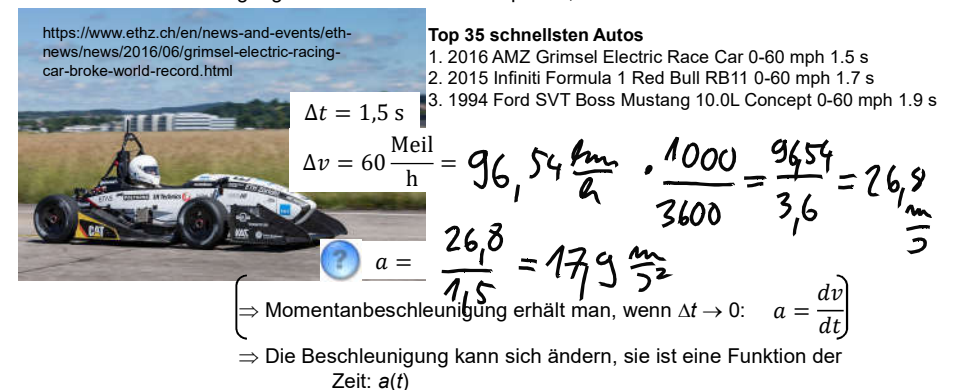 https://www.ethz.ch/en/news-and-events/eth-
news/news/2016/06/grimsel-electric-racing-
car-broke-world-record.html
Top 35 schnellsten Autos
1. 2016 AMZ Grimsel Electric Race Car 0-60 mph 1.5 s
2. 2015 Infiniti Formula 1 Red Bull RB11 0-60 mph 1.7 s
3. 1994 Ford SVT Boss Mustang 10.0L Concept 0-60 mph 1.9 s
Δt = 1,5 s
Δv = 60 Meil/h = 96,54 km/h · 1000/3600 = 96,54/3,6 = 26,8 m/s
CAT
? a = 26,8/1,5 = 17,9 m/s²
⇒ Momentanbeschleunigung erhält man, wenn Δt → 0: a = dv/dt
⇒ Die Beschleunigung kann sich ändern, sie ist eine Funktion der
Zeit: a(t)